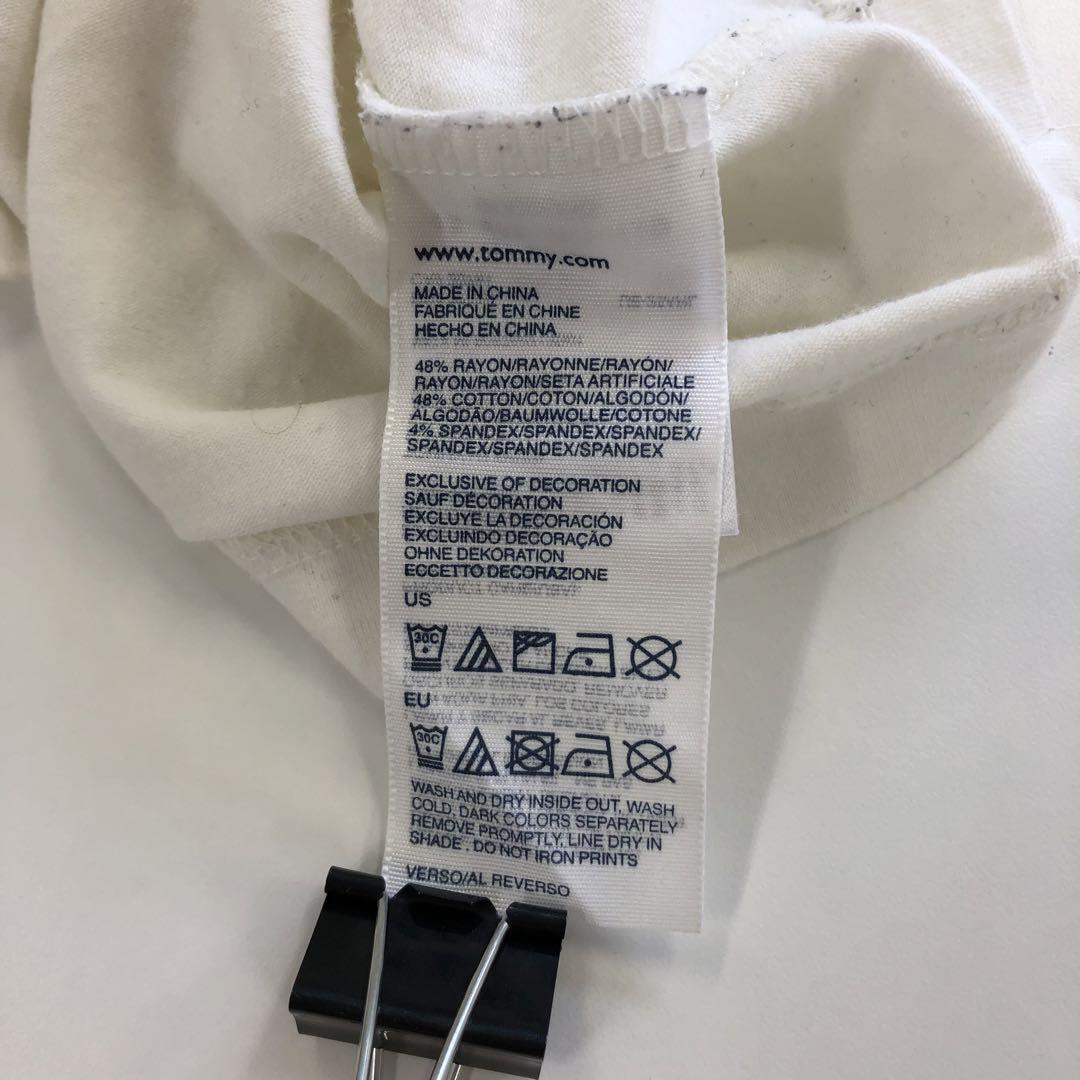 www.tommy.com
MADE IN CHINA
FABRIQUÉ EN CHINE
HECHO EN CHINA
48% RAYON/RAYONNE/RAYÓN/
RAYON/RAYON/SETA ARTIFICIALE
48% COTTON/COTON/ALGODÓN/
ALGODÃO/BAUMWOLLE/COTONE
4% SPANDEX/SPANDEX/SPANDEX/
SPANDEX/SPANDEX/SPANDEX
EXCLUSIVE OF DECORATION
SAUF DÉCORATION
EXCLUYE LA DECORACIÓN
EXCLUINDO DECORAÇÃO
OHNE DEKORATION
ECCETTO DECORAZIONE
US
30C
EU
30C
WASH AND DRY INSIDE OUT, WASH
COLD, DARK COLORS SEPARATELY
REMOVE PROMPTLY, LINE DRY IN
SHADE, DO NOT IRON PRINTS
VERSO/AL REVERSO